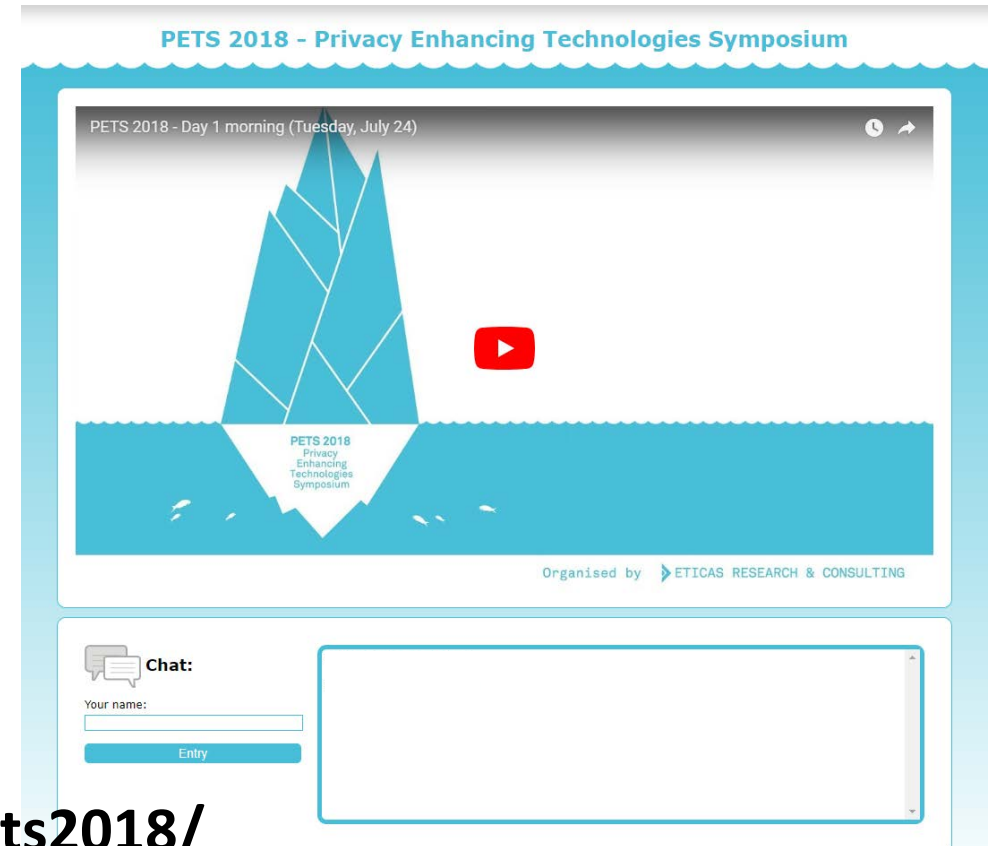 PETS 2018 - Privacy Enhancing Technologies Symposium
PETS 2018 - Day 1 morning (Tuesday, July 24)
PETS 2018
Privacy
Enhancing
Technologies
Symposium
Organised by ETICAS RESEARCH & CONSULTING
Chat:
Your name:
Entry
ts2018/